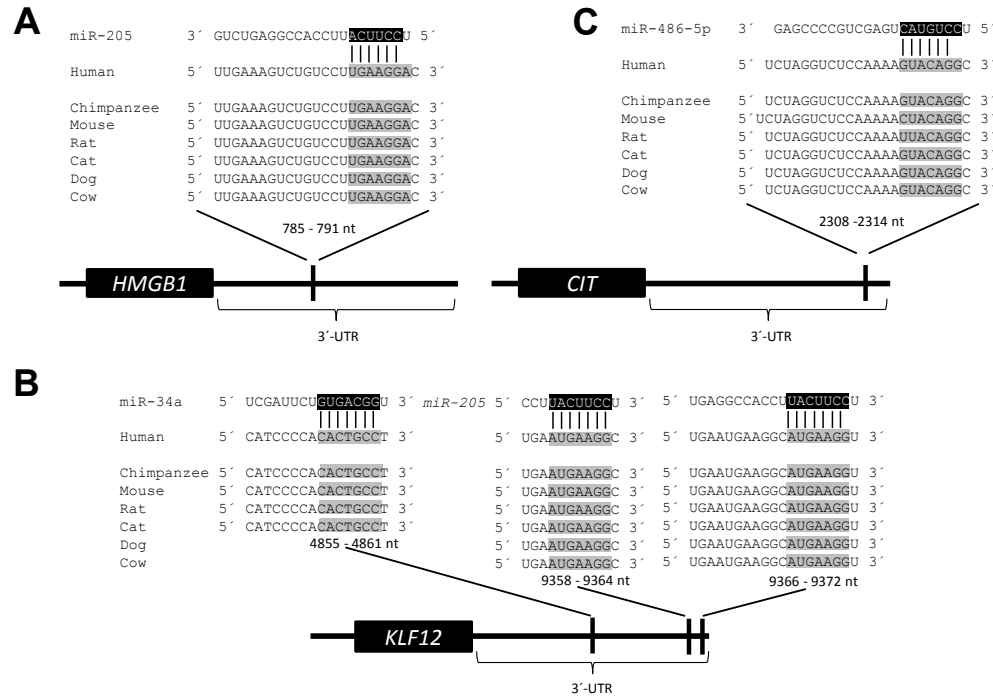 A
miR-205 3´ GUCUGAGGCCACCUUACUUCCU 5´
Human 5´ UUGAAAGUCUGUCCUUGAAGGAC 3´
Chimpanzee 5´ UUGAAAGUCUGUCCUUGAAGGAC 3´
Mouse 5´ UUGAAAGUCUGUCCUUGAAGGAC 3´
Rat 5´ UUGAAAGUCUGUCCUUGAAGGAC 3´
Cat 5´ UUGAAAGUCUGUCCUUGAAGGAC 3´
Dog 5´ UUGAAAGUCUGUCCUUGAAGGAC 3´
Cow 5´ UUGAAAGUCUGUCCUUGAAGGAC 3´
785 - 791 nt
HMGB1
3´-UTR
C
miR-486-5p 3´ GAGCCCCGUCGAGUCAUGUCCU 5´
Human 5´ UCUAGGUCUCCAAAAGUACAGGC 3´
Chimpanzee 5´ UCUAGGUCUCCAAAAGUACAGGC 3´
Mouse 5´UCUAGGUCUCCAAAAACUACAGGC 3´
Rat 5´ UCUAGGUCUCCAAAAUUACAGGC 3´
Cat 5´ UCUAGGUCUCCAAAAGUACAGGC 3´
Dog 5´ UCUAGGUCUCCAAAAGUACAGGC 3´
Cow 5´ UCUAGGUCUCCAAAAGUACAGGC 3´
2308 -2314 nt
CIT
3´-UTR
B
miR-34a 5´ UCGAUUCUGUGACGGU 3´ miR-205 5´ CCUUACUUCCU 3´ 5´ UGAGGCCACCUUACUUCCU 3´
Human 5´ CATCCCCACACTGCCT 3´ 5´ UGAAUGAAGGC 3´ 5´ UGAAUGAAGGCAUGAAGGU 3´
Chimpanzee 5´ CATCCCCACACTGCCT 3´ 5´ UGAAUGAAGGC 3´ 5´ UGAAUGAAGGCAUGAAGGU 3´
Mouse 5´ CATCCCCACACTGCCT 3´ 5´ UGAAUGAAGGC 3´ 5´ UGAAUGAAGGCAUGAAGGU 3´
Rat 5´ CATCCCCACACTGCCT 3´ 5´ UGAAUGAAGGC 3´ 5´ UGAAUGAAGGCAUGAAGGU 3´
Cat 5´ CATCCCCACACTGCCT 3´ 5´ UGAAUGAAGGC 3´ 5´ UGAAUGAAGGCAUGAAGGU 3´
Dog 5´ UGAAUGAAGGC 3´ 5´ UGAAUGAAGGCAUGAAGGU 3´
Cow 5´ UGAAUGAAGGC 3´ 5´ UGAAUGAAGGCAUGAAGGU 3´
4855 - 4861 nt
9358 - 9364 nt
9366 - 9372 nt
KLF12
3´-UTR